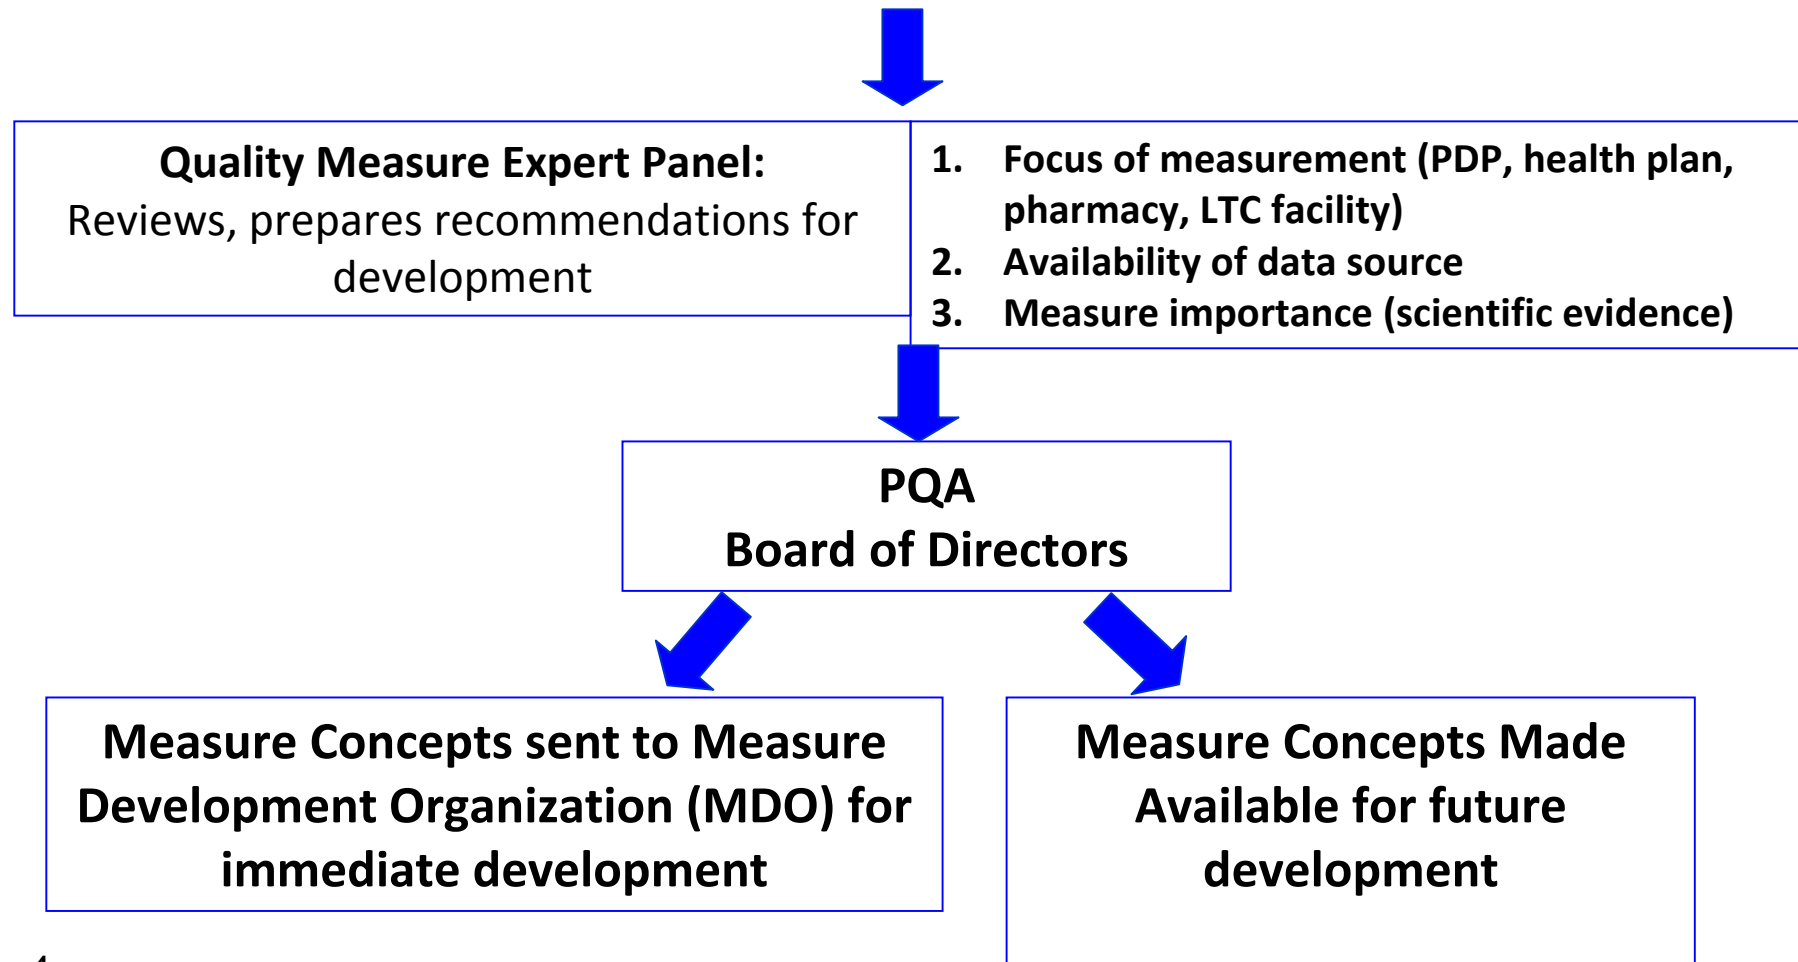 Quality Measure Expert Panel:
Reviews, prepares recommendations for
development
1. Focus of measurement (PDP, health plan,
pharmacy, LTC facility)
2. Availability of data source
3. Measure importance (scientific evidence)
PQA
Board of Directors
Measure Concepts sent to Measure
Development Organization (MDO) for
immediate development
Measure Concepts Made
Available for future
development